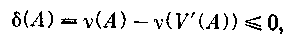 δ(A) = ν(A) − ν(V′(A)) ⩽ 0,